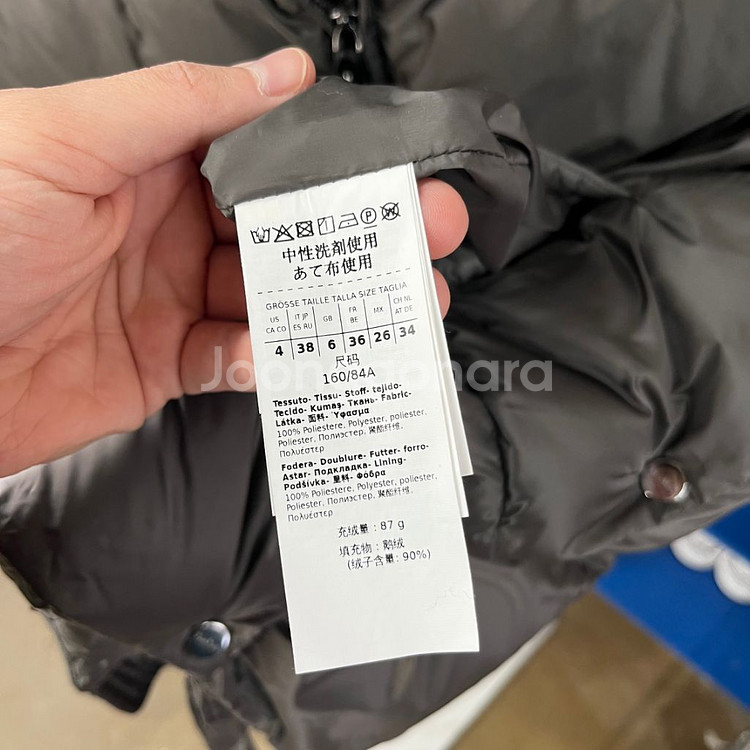 中性洗剤使用
あて布使用
GRÖSSE TAILLE TALLA SIZE TAGLIA
US CA CO IT JP ES RU GB FR BE MX CH NL AT DE
4 38 6 36 26 34
尺码
160/84A
Tessuto- Tissu- Stoff- tejido-
Tecido- Kumaş- Ткань- Fabric-
Látka- 面料- Ύφασμα
100% Poliestere, Polyester, poliester,
Poliester, Полиэстер, 聚酯纤维,
Πολυέστερ
Fodera- Doublure- Futter- forro-
Astar- Подкладка- Lining-
Podšívka- 里料- Φόδρα
100% Poliestere, Polyester, poliester,
Poliester, Полиэстер, 聚酯纤维,
Πολυέστερ
充绒量：87 g
填充物：鹅绒
(绒子含量: 90%)